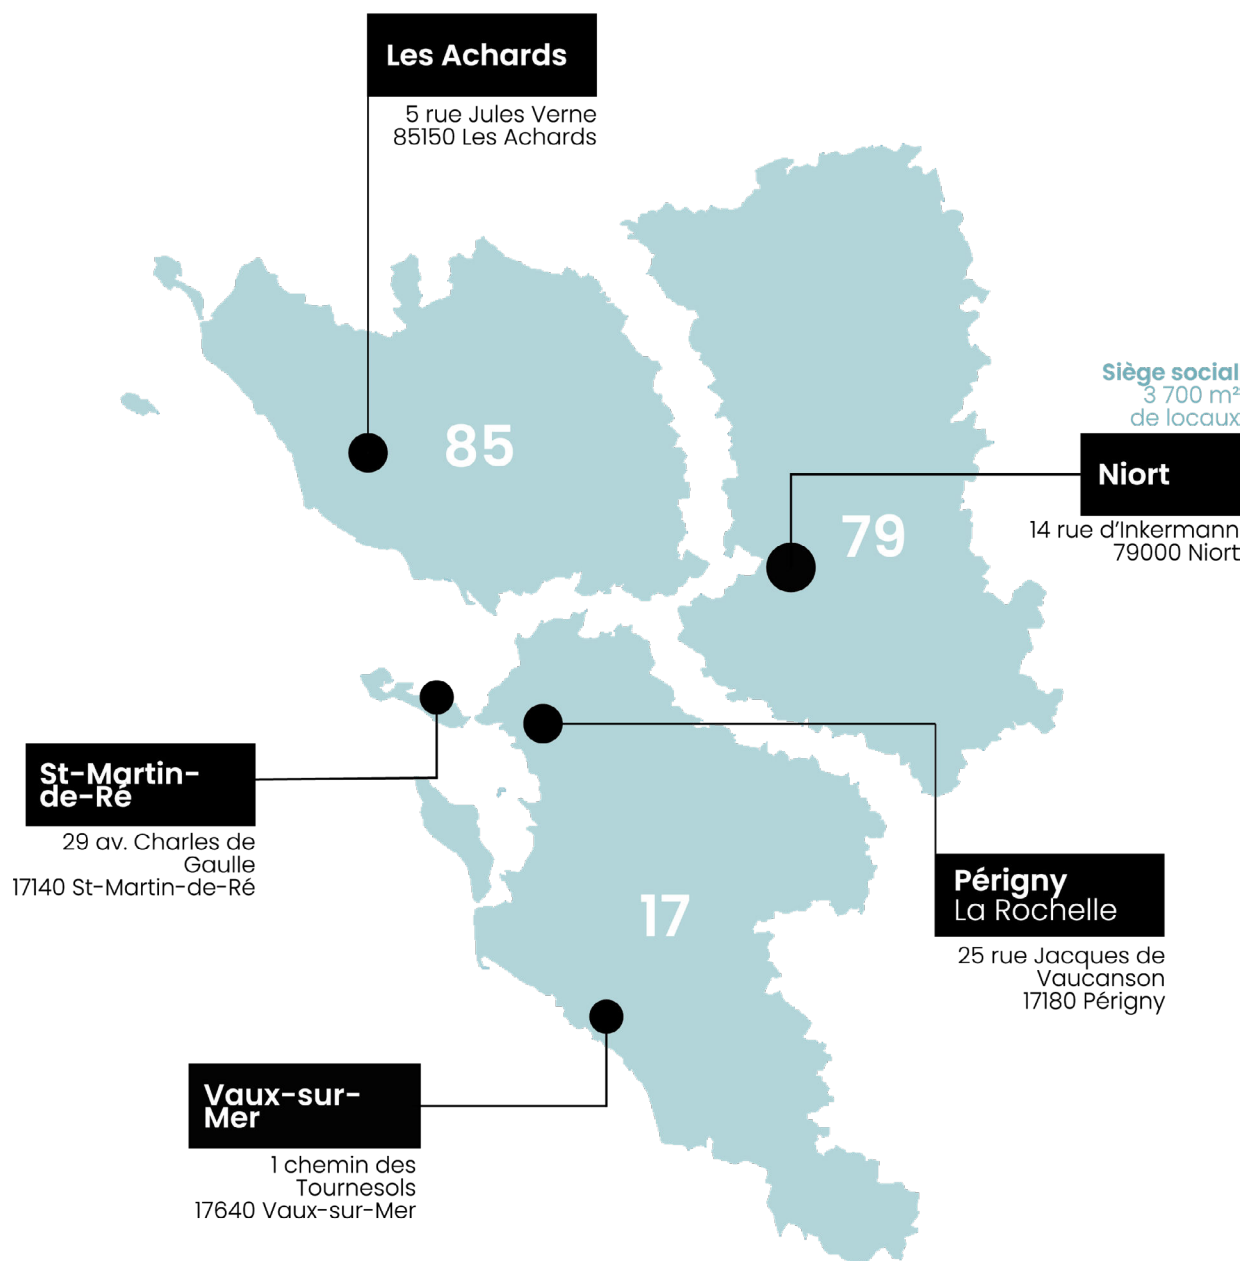 Les Achards
5 rue Jules Verne
85150 Les Achards
85
Siège social
3 700 m²
de locaux
Niort
14 rue d'Inkermann
79000 Niort
79
St-Martin-
de-Ré
29 av. Charles de
Gaulle
17140 St-Martin-de-Ré
17
Périgny
La Rochelle
25 rue Jacques de
Vaucanson
17180 Périgny
Vaux-sur-
Mer
1 chemin des
Tournesols
17640 Vaux-sur-Mer